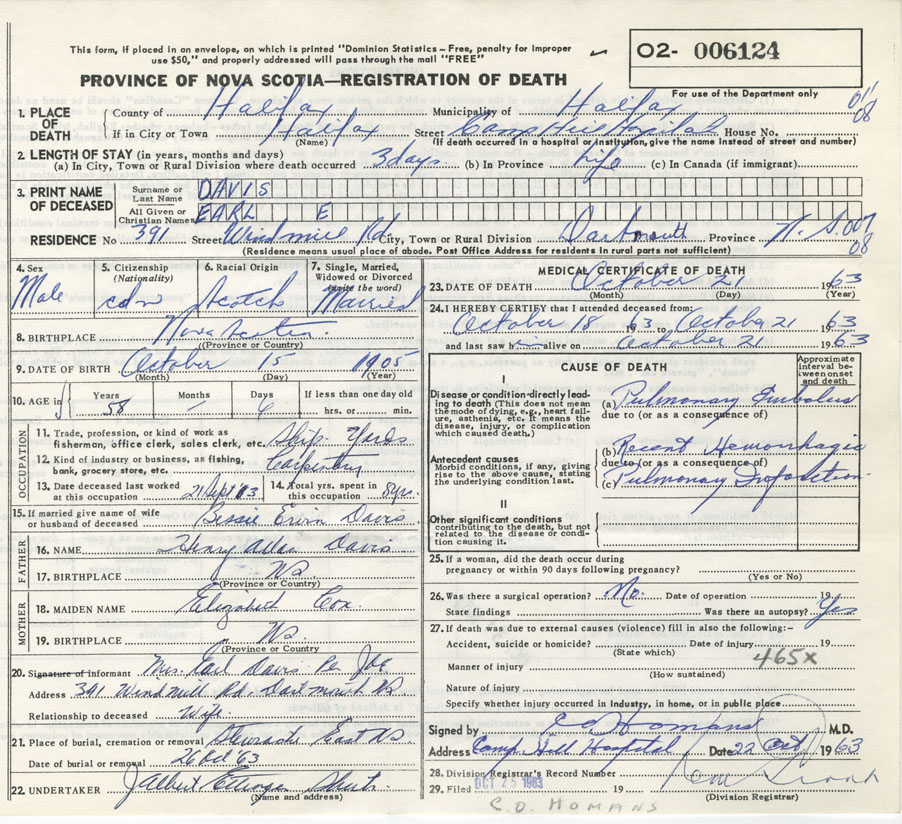 This form, if placed in an envelope, on which is printed "Dominion Statistics – Free, penalty for improper
use $50," and properly addressed will pass through the mail "FREE"
O2- 006124
PROVINCE OF NOVA SCOTIA—REGISTRATION OF DEATH
For use of the Department only
1. PLACE OF DEATH
County of Halifax Municipality of Halifax 08
If in City or Town Halifax Street Camp Hill Hospital House No.
(Name) (If death occurred in a hospital or institution, give the name instead of street and number)
2. LENGTH OF STAY (in years, months and days)
(a) In City, Town or Rural Division where death occurred 3 days (b) In Province Life (c) In Canada (if immigrant)
3. PRINT NAME OF DECEASED
Surname or Last Name DAVIS
All Given or Christian Names EARL E
RESIDENCE No 391 Street Windmill Rd City, Town or Rural Division Dartmouth Province N.S. 007
08
(Residence means usual place of abode. Post Office Address for residents in rural parts not sufficient)
4. Sex Male
5. Citizenship (Nationality) cdn
6. Racial Origin Scotch
7. Single, Married, Widowed or Divorced (write the word) Married
8. BIRTHPLACE Nova Scotia
(Province or Country)
9. DATE OF BIRTH October 15 1905
(Month) (Day) (Year)
10. AGE in Years 58 Months - Days 6 If less than one day old
hrs. or min.
OCCUPATION
11. Trade, profession, or kind of work as
fisherman, office clerk, sales clerk, etc. Ship Yards
12. Kind of industry or business, as fishing,
bank, grocery store, etc. Carpentry
13. Date deceased last worked
at this occupation 21 Sept 63
14. Total yrs. spent in
this occupation 8 yrs.
15. If married give name of wife
or husband of deceased Bessie Davis
FATHER
16. NAME Henry Allan Davis
17. BIRTHPLACE NS.
(Province or Country)
MOTHER
18. MAIDEN NAME Elizabeth Cox
19. BIRTHPLACE NS.
(Province or Country)
20. Signature of informant Mrs. Earl Davis Per
Address 391 Windmill Rd. Dartmouth NS
Relationship to deceased Wife
21. Place of burial, cremation or removal East NS
Date of burial or removal 26 Oct 63
22. UNDERTAKER
(Name and address)
MEDICAL CERTIFICATE OF DEATH
23. DATE OF DEATH October 21 1963
(Month) (Day) (Year)
24. I HEREBY CERTIFY that I attended deceased from:
October 18 1963 to October 21 1963
and last saw him alive on October 21 1963
CAUSE OF DEATH
Approximate interval between onset and death
I
Disease or condition directly leading to death (This does not mean
the mode of dying, e.g., heart failure, asthenia, etc. It means the
disease, injury, or complication
which caused death).
(a) Pulmonary Embolus
due to (or as a consequence of)
Antecedent causes
Morbid conditions, if any, giving
rise to the above cause, stating
the underlying condition last.
(b) Recent Hemorrhagic
due to (or as a consequence of)
(c) Pulmonary Infarction
II
Other significant conditions
contributing to the death, but not
related to the disease or condition causing it.
25. If a woman, did the death occur during
pregnancy or within 90 days following pregnancy?
(Yes or No)
26. Was there a surgical operation? No. Date of operation 19
State findings Was there an autopsy? Yes
27. If death was due to external causes (violence) fill in also the following:-
Accident, suicide or homicide? Date of injury 19
(State which) 465X
Manner of injury
(How sustained)
Nature of injury
Specify whether injury occurred in industry, in home, or in public place
Signed by C D Homans M.D.
Address Camp Hill Hospital Date 22 Oct. 1963
28. Division Registrar's Record Number
29. Filed OCT 25 1963 19
(Division Registrar)
C.D. HOMANS